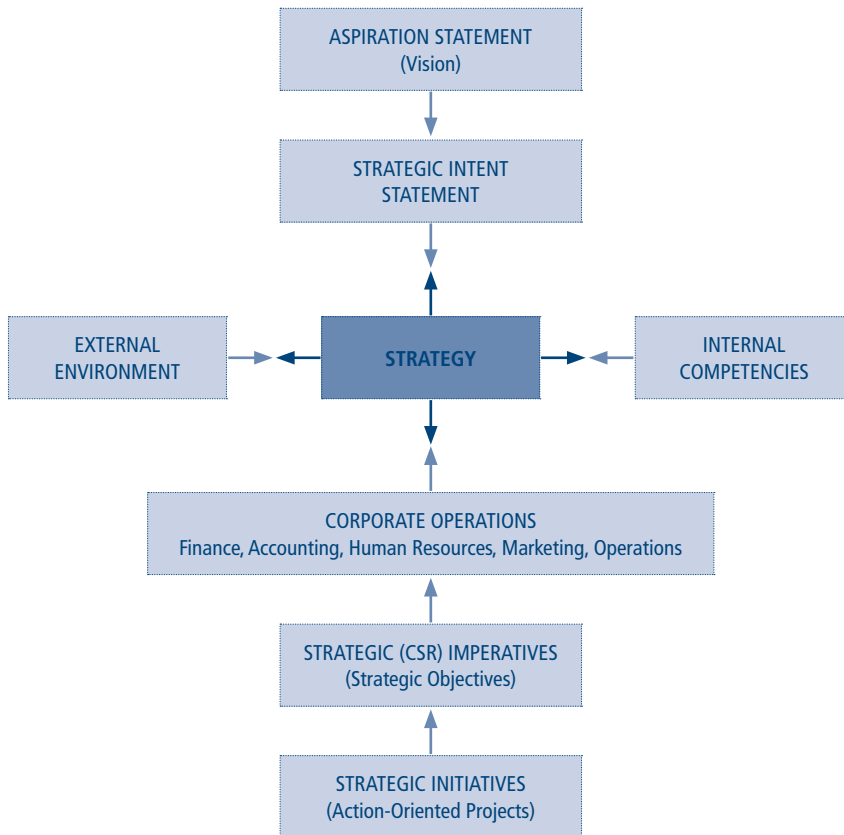 ASPIRATION STATEMENT
(Vision)
STRATEGIC INTENT
STATEMENT
EXTERNAL
ENVIRONMENT
STRATEGY
INTERNAL
COMPETENCIES
CORPORATE OPERATIONS
Finance, Accounting, Human Resources, Marketing, Operations
STRATEGIC (CSR) IMPERATIVES
(Strategic Objectives)
STRATEGIC INITIATIVES
(Action-Oriented Projects)